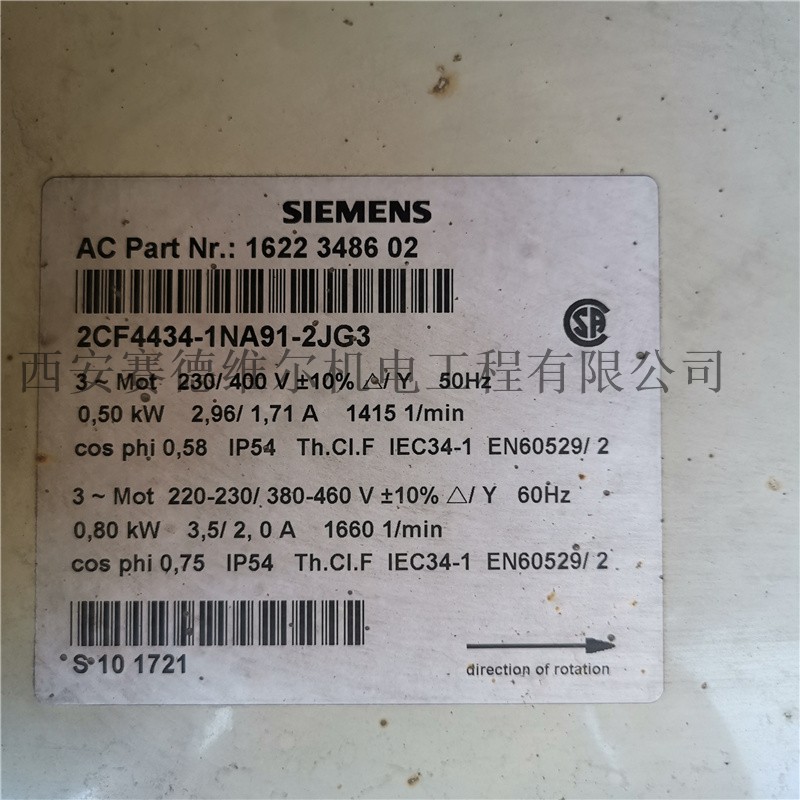 SIEMENS
AC Part Nr.: 1622 3486 02
2CF4434-1NA91-2JG3
SA
西安赛德维尔机电工程有限公司
3 ~ Mot 230/ 400 V ±10% △/ Y 50Hz
0,50 kW 2,96/ 1,71 A 1415 1/min
cos phi 0,58 IP54 Th.Cl.F IEC34-1 EN60529/ 2
3 ~ Mot 220-230/ 380-460 V ±10% △/ Y 60Hz
0,80 kW 3,5/ 2, 0 A 1660 1/min
cos phi 0,75 IP54 Th.Cl.F IEC34-1 EN60529/ 2
S 10 1721
direction of rotation